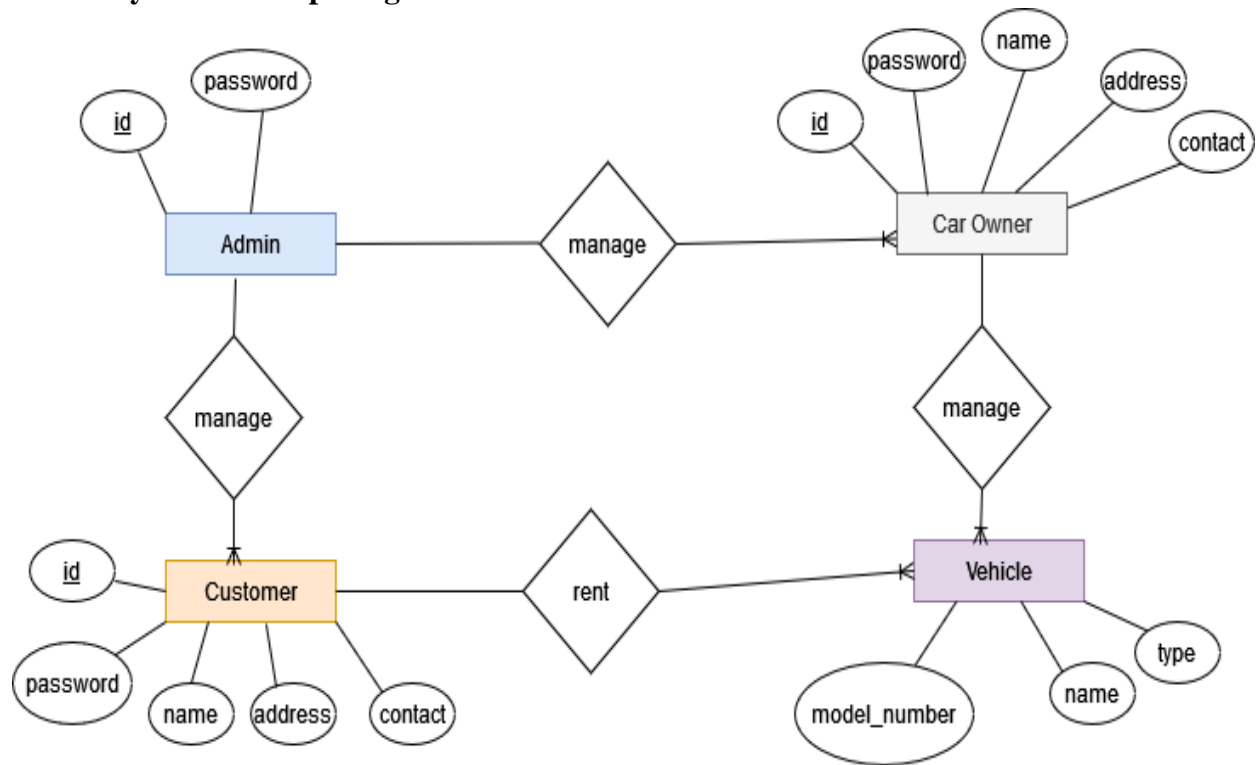 password
name
password
address
id
id
contact
Admin
manage
Car Owner
manage
manage
id
Customer
rent
Vehicle
password
name
address
contact
model_number
name
type